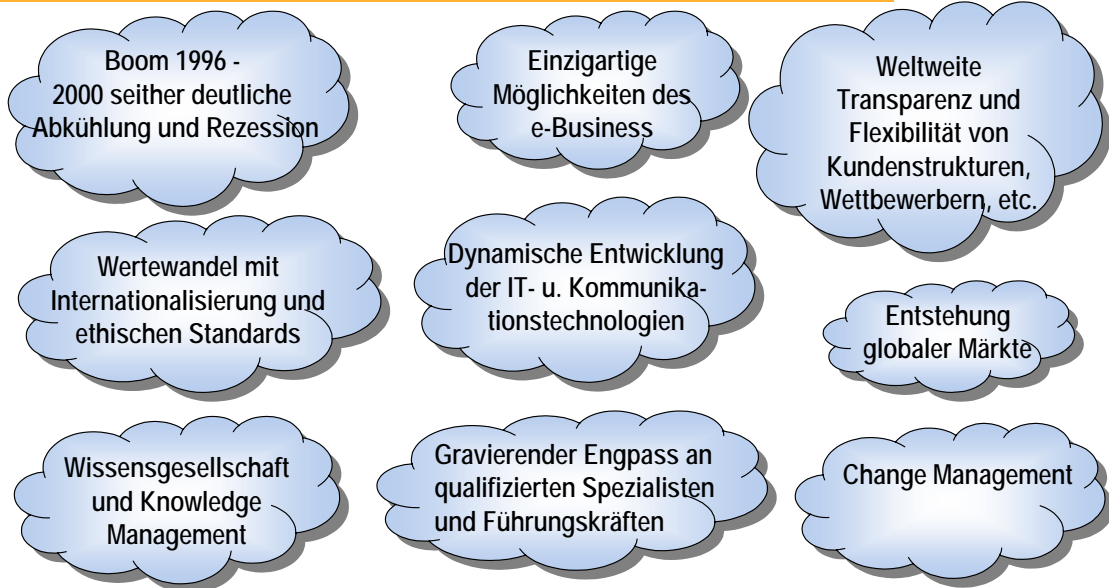 Boom 1996 -
2000 seither deutliche
Abkühlung und Rezession
Einzigartige
Möglichkeiten des
e-Business
Weltweite
Transparenz und
Flexibilität von
Kundenstrukturen,
Wettbewerbern, etc.
Wertewandel mit
Internationalisierung und
ethischen Standards
Dynamische Entwicklung
der IT- u. Kommunika-
tionstechnologien
Entstehung
globaler Märkte
Wissensgesellschaft
und Knowledge
Management
Gravierender Engpass an
qualifizierten Spezialisten
und Führungskräften
Change Management